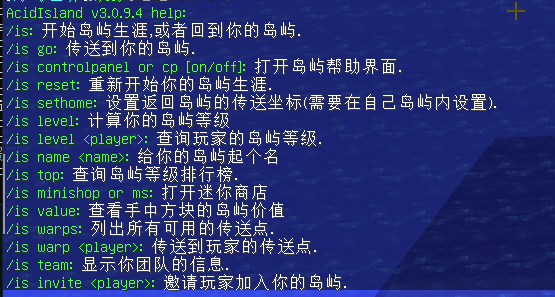 AcidIsland v3.0.9.4 help:
/is: 开始岛屿生涯,或者回到你的岛屿.
/is go: 传送到你的岛屿.
/is controlpanel or cp [on/off]: 打开岛屿帮助界面.
/is reset: 重新开始你的岛屿生涯.
/is sethome: 设置返回岛屿的传送坐标(需要在自己岛屿内设置).
/is level: 计算你的岛屿等级
/is level <player>: 查询玩家的岛屿等级.
/is name <name>: 给你的岛屿起个名
/is top: 查询岛屿等级排行榜.
/is minishop or ms: 打开迷你商店
/is value: 查看手中方块的岛屿价值
/is warps: 列出所有可用的传送点.
/is warp <player>: 传送到玩家的传送点.
/is team: 显示你团队的信息.
/is invite <player>: 邀请玩家加入你的岛屿.